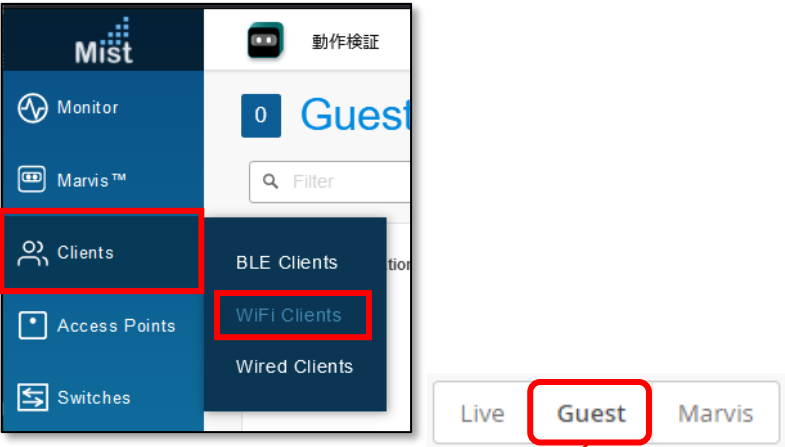 Mist
動作検証
Monitor
0
Guest
Marvis™
Filter
Clients
BLE Clients
tion
WiFi Clients
Access Points
Wired Clients
Switches
Live
Guest
Marvis